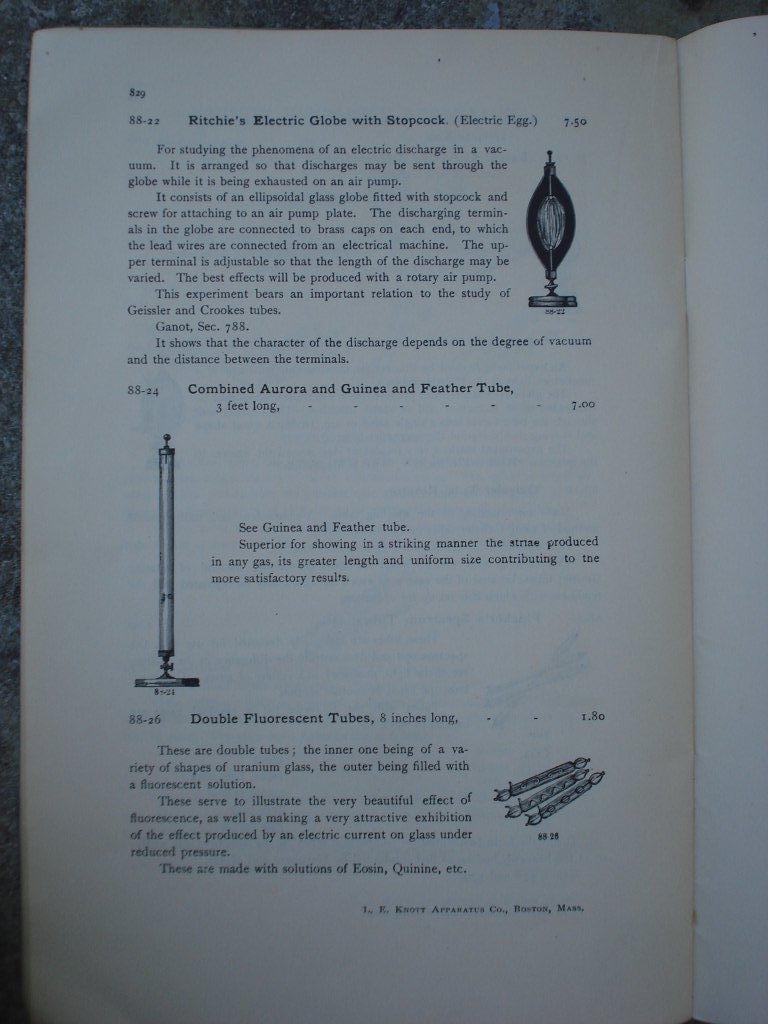 829
88-22 Ritchie's Electric Globe with Stopcock. (Electric Egg.) 7.50
For studying the phenomena of an electric discharge in a vac-
uum. It is arranged so that discharges may be sent through the
globe while it is being exhausted on an air pump.
It consists of an ellipsoidal glass globe fitted with stopcock and
screw for attaching to an air pump plate. The discharging termin-
als in the globe are connected to brass caps on each end, to which
the lead wires are connected from an electrical machine. The up-
per terminal is adjustable so that the length of the discharge may be
varied. The best effects will be produced with a rotary air pump.
This experiment bears an important relation to the study of
Geissler and Crookes tubes.
88-22
Ganot, Sec. 788.
It shows that the character of the discharge depends on the degree of vacuum
and the distance between the terminals.
88-24 Combined Aurora and Guinea and Feather Tube,
3 feet long, - - - - - - 7.00
See Guinea and Feather tube.
Superior for showing in a striking manner the striae produced
in any gas, its greater length and uniform size contributing to the
more satisfactory results.
88-24
88-26 Double Fluorescent Tubes, 8 inches long, - - 1.80
These are double tubes; the inner one being of a va-
riety of shapes of uranium glass, the outer being filled with
a fluorescent solution.
These serve to illustrate the very beautiful effect of
fluorescence, as well as making a very attractive exhibition
of the effect produced by an electric current on glass under
reduced pressure.
These are made with solutions of Eosin, Quinine, etc.
88-26
L. E. Knott Apparatus Co., Boston, Mass.